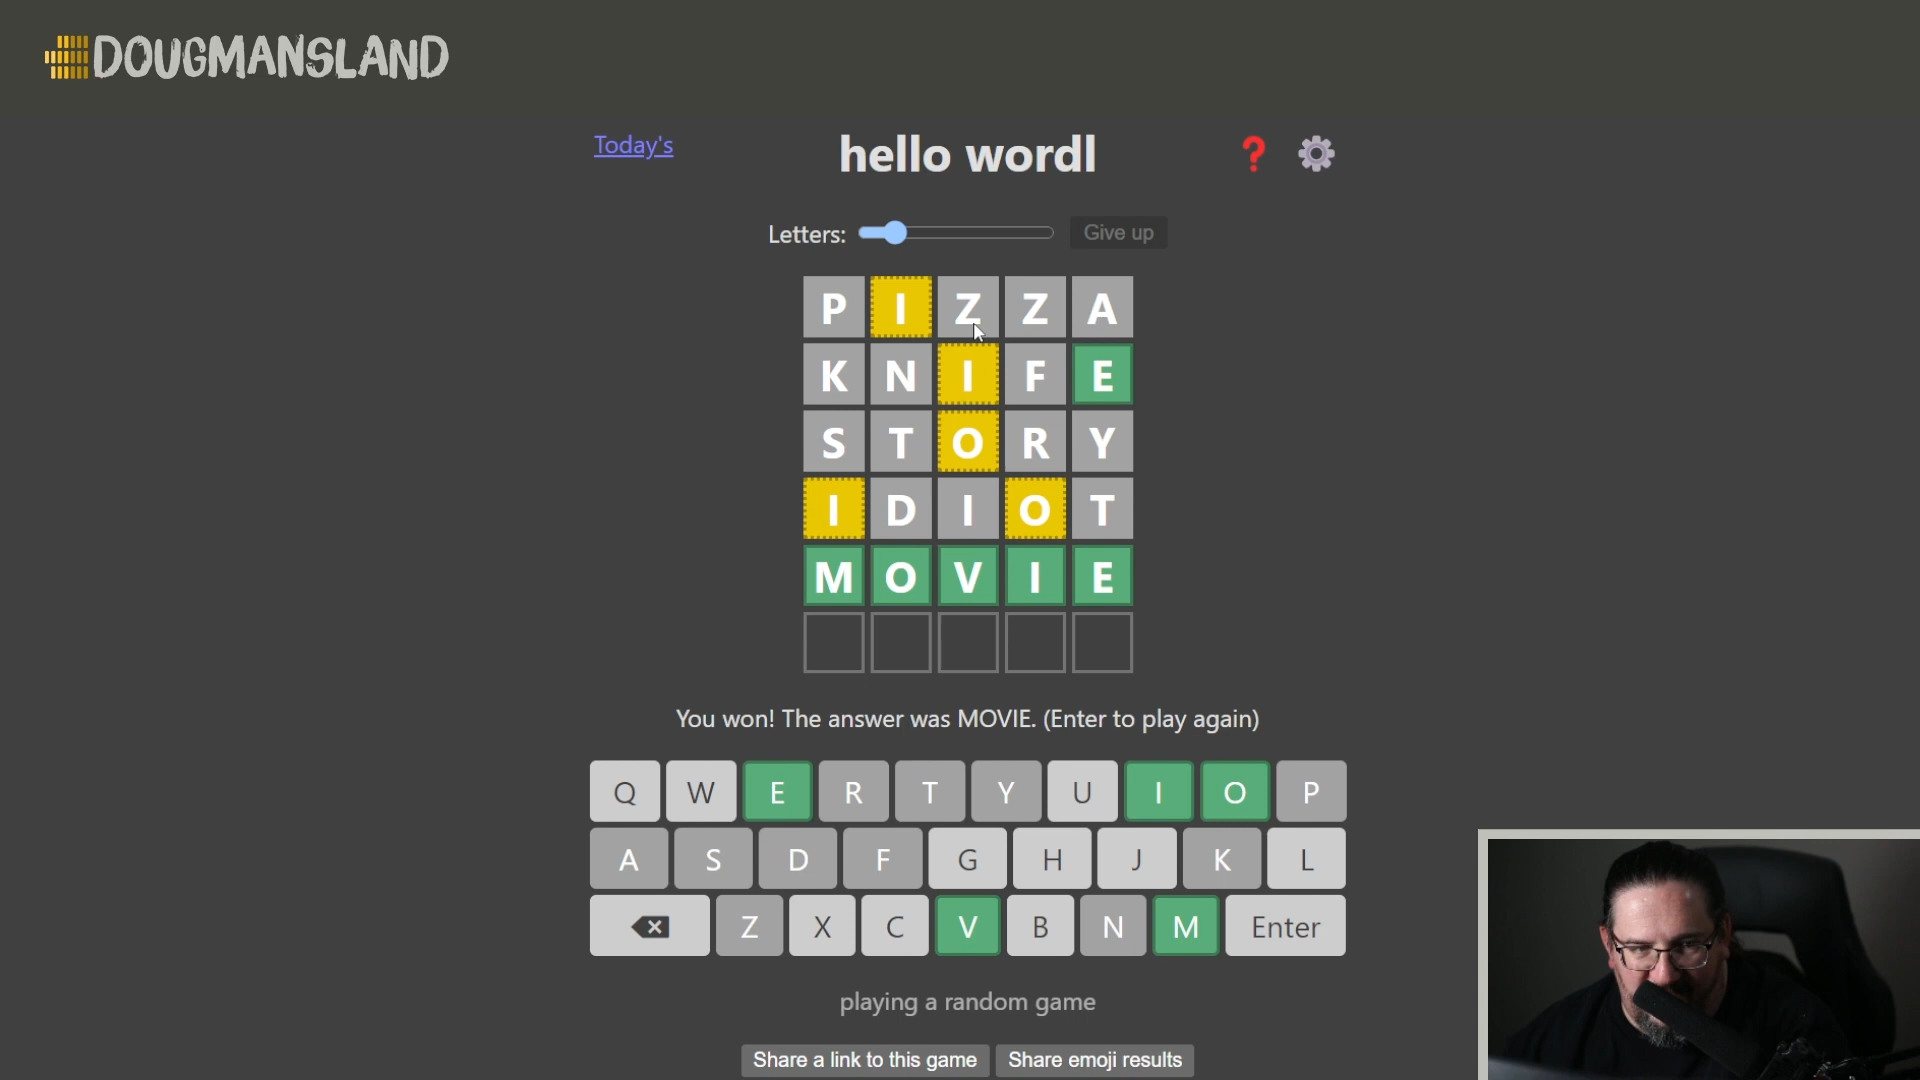 DOUGMANSLAND
Today's
hello wordl
❓
Letters:
Give up
P I Z Z A
K N I F E
S T O R Y
I D I O T
M O V I E
You won! The answer was MOVIE. (Enter to play again)
Q W E R T Y U I O P
A S D F G H J K L
Z X C V B N M Enter
playing a random game
Share a link to this game
Share emoji results